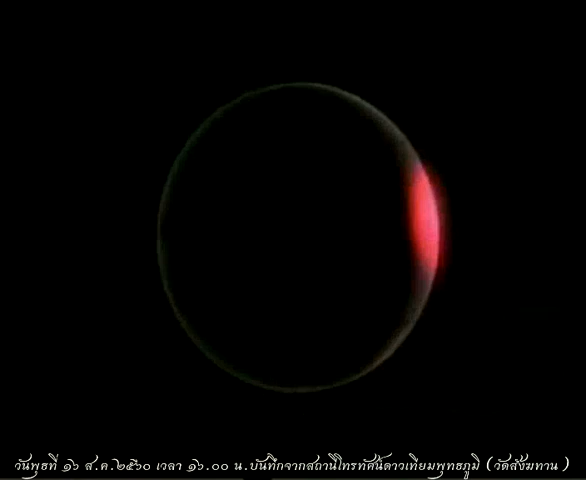 วันพุธที่ ๑๖ ส.ค.๒๕๖๐ เวลา ๑๖.๐๐ น.บันทึกจากสถานีโทรทัศน์ดาวเทียมพุทธภูมิ (วัดสังฆทาน )